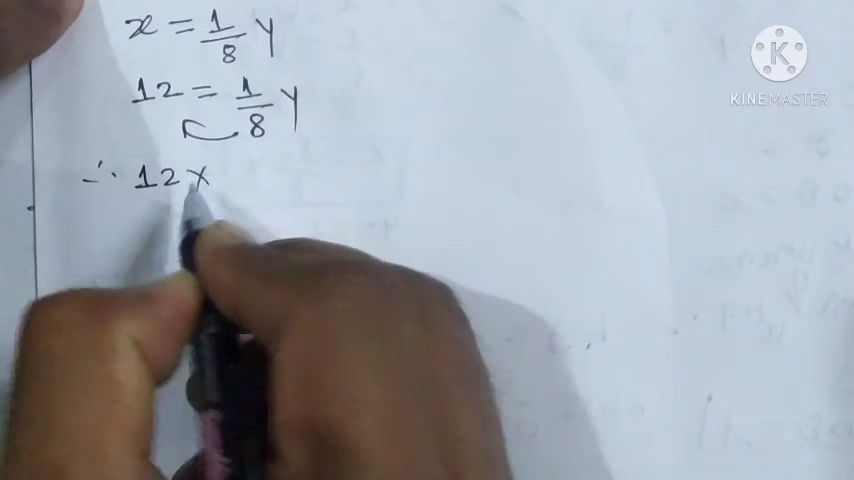 x = 1/8 y
12 = 1/8 y
∴ 12 ×
K
KINEMASTER